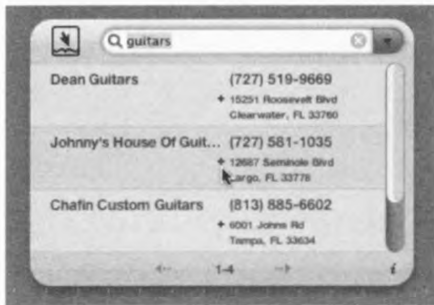 guitars
Dean Guitars (727) 519-9669
+ 15251 Roosevelt Blvd
Clearwater, FL 33760
Johnny's House Of Guit... (727) 581-1035
+ 12687 Seminole Blvd
Largo, FL 33778
Chafin Custom Guitars (813) 885-6602
+ 6001 Johns Rd
Tampa, FL 33634
1-4
i